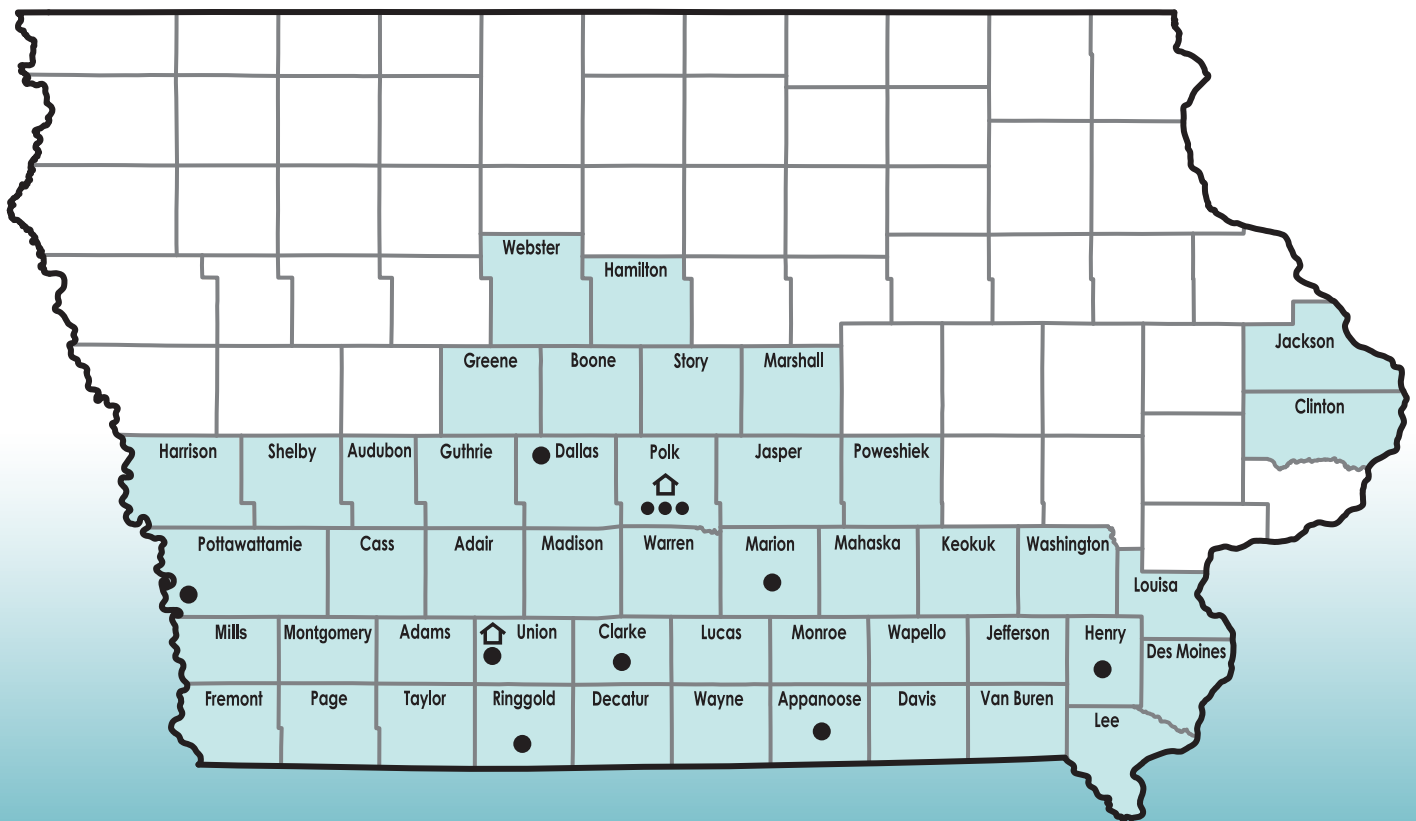 Webster
Hamilton
Jackson
Greene
Boone
Story
Marshall
Clinton
Harrison
Shelby
Audubon
Guthrie
Dallas
Polk
Jasper
Poweshiek
Pottawattamie
Cass
Adair
Madison
Warren
Marion
Mahaska
Keokuk
Washington
Louisa
Mills
Montgomery
Adams
Union
Clarke
Lucas
Monroe
Wapello
Jefferson
Henry
Des Moines
Fremont
Page
Taylor
Ringgold
Decatur
Wayne
Appanoose
Davis
Van Buren
Lee